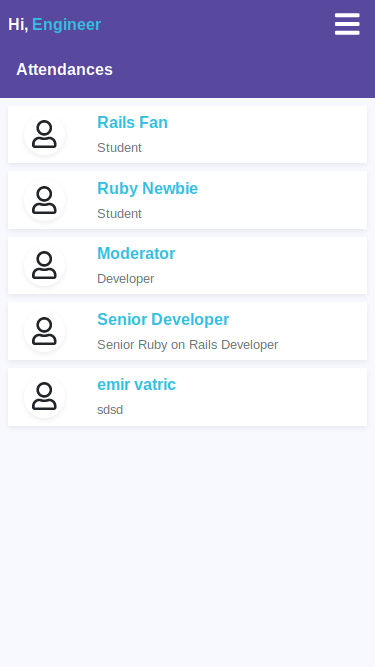 Hi, Engineer
Attendances
Rails Fan
Student
Ruby Newbie
Student
Moderator
Developer
Senior Developer
Senior Ruby on Rails Developer
emir vatric
sdsd